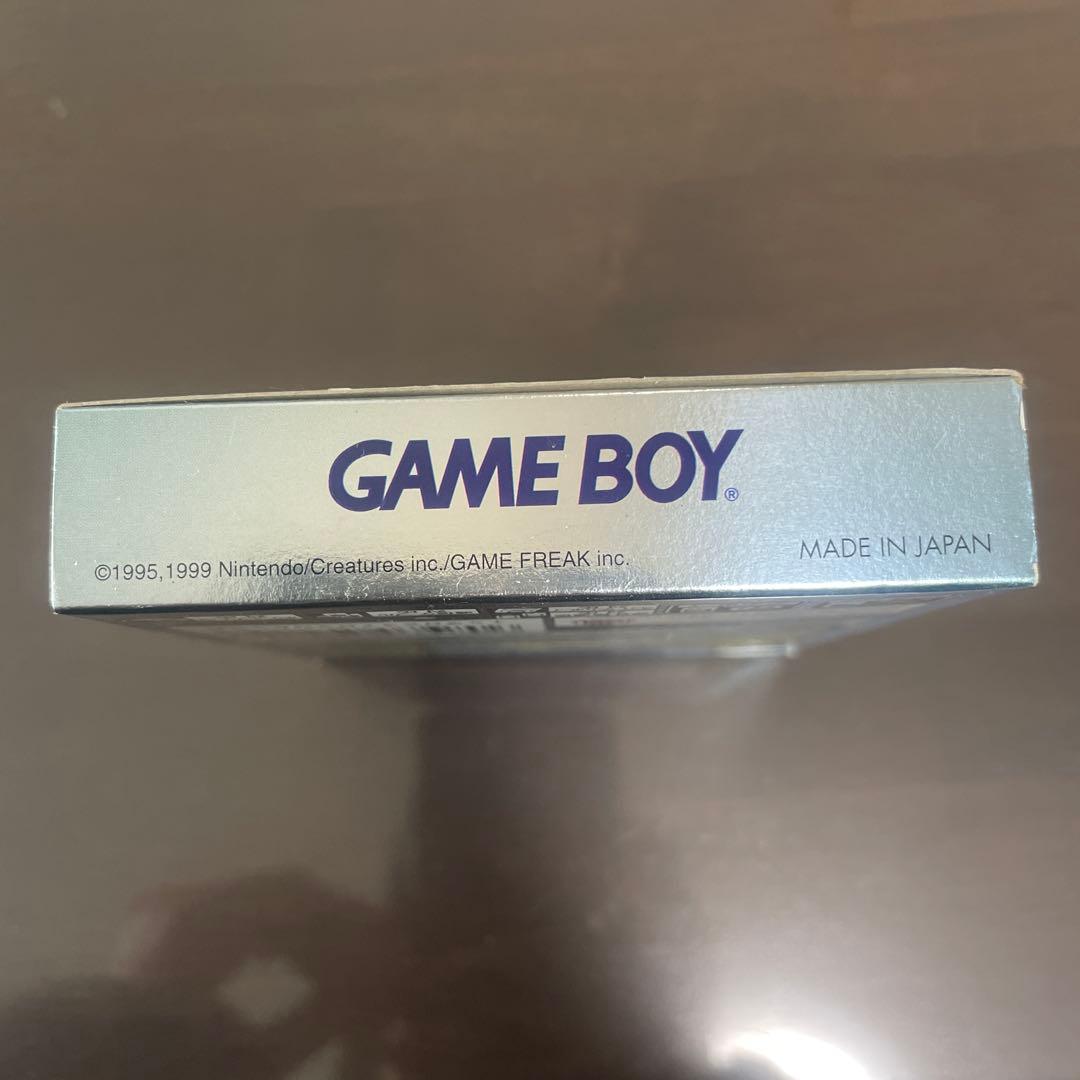 GAME BOY®
©1995,1999 Nintendo/Creatures inc./GAME FREAK inc.
MADE IN JAPAN